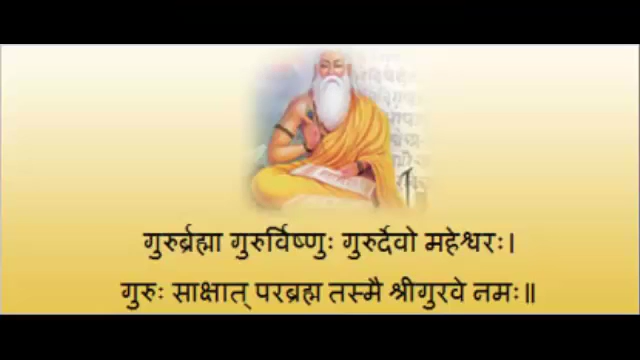 गुरुर्ब्रह्मा गुरुर्विष्णुः गुरुर्देवो महेश्वरः।
गुरुः साक्षात् परब्रह्म तस्मै श्रीगुरवे नमः॥